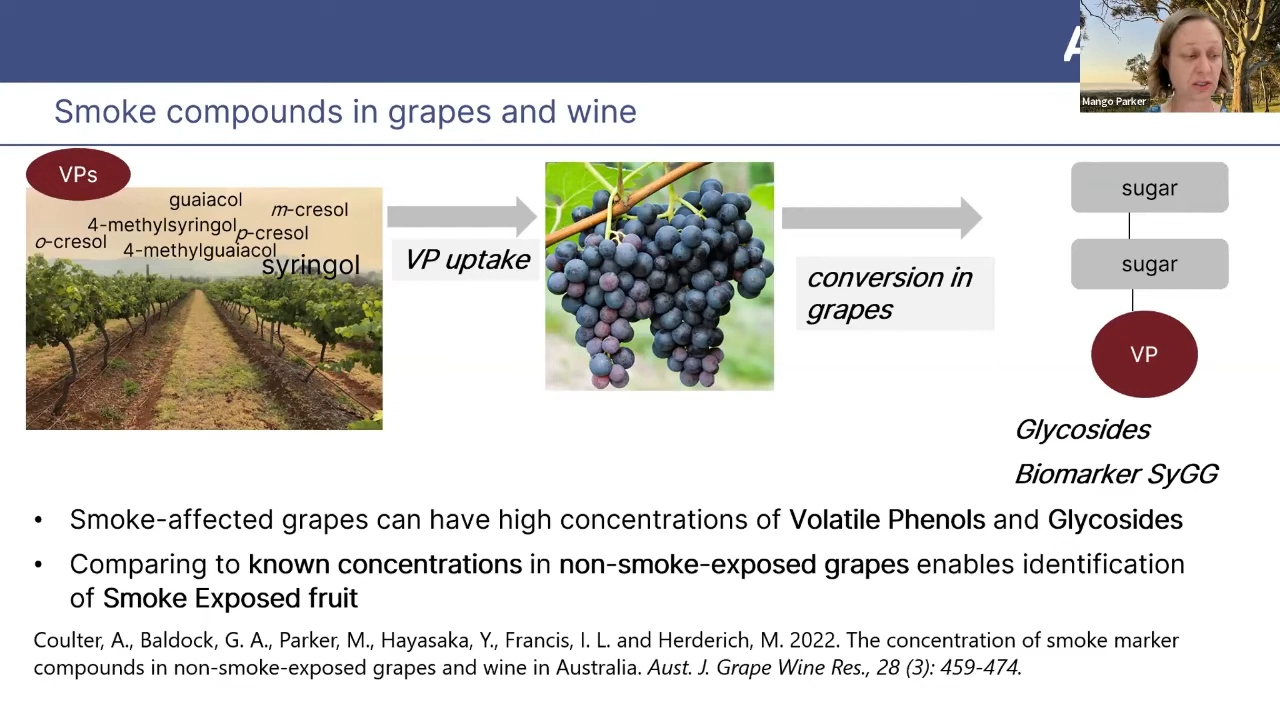 A
Mango Parker
Smoke compounds in grapes and wine
VPs
guaiacol
m-cresol
4-methylsyringol
p-cresol
o-cresol
4-methylguaiacol
syringol
VP uptake
conversion in
grapes
sugar
sugar
VP
Glycosides
Biomarker SyGG
• Smoke-affected grapes can have high concentrations of Volatile Phenols and Glycosides
• Comparing to known concentrations in non-smoke-exposed grapes enables identification
of Smoke Exposed fruit
Coulter, A., Baldock, G. A., Parker, M., Hayasaka, Y., Francis, I. L. and Herderich, M. 2022. The concentration of smoke marker
compounds in non-smoke-exposed grapes and wine in Australia. Aust. J. Grape Wine Res., 28 (3): 459-474.